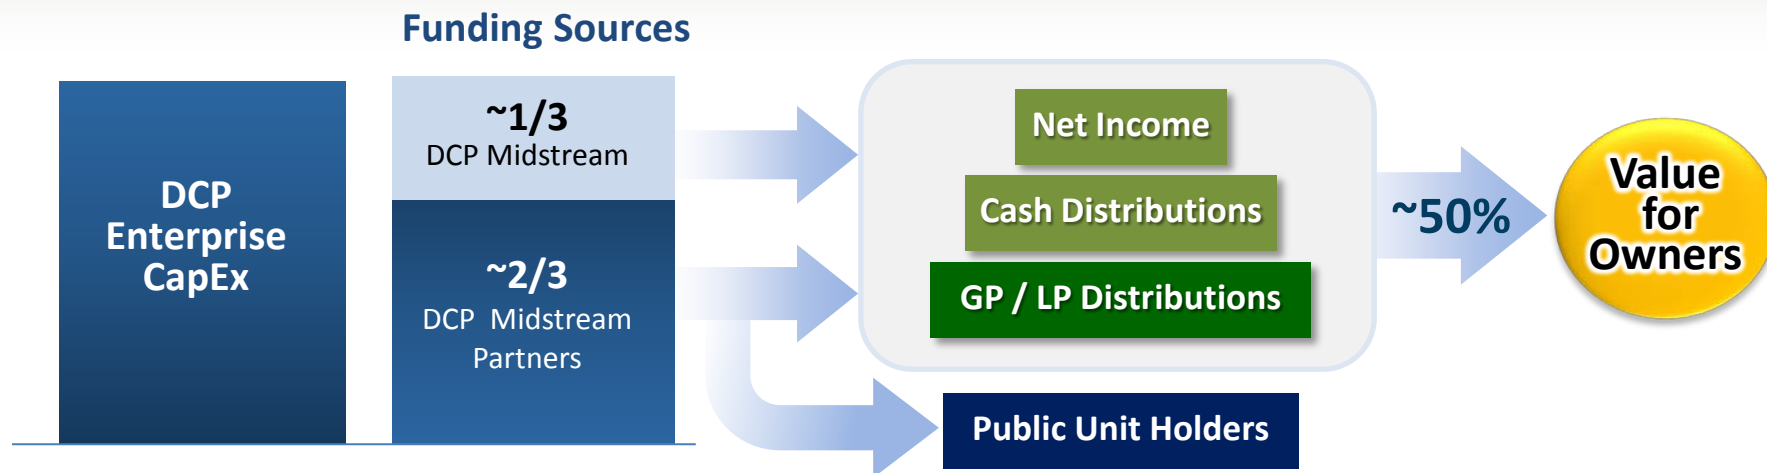 Funding Sources
DCP
Enterprise
CapEx
~1/3
DCP Midstream
~2/3
DCP Midstream
Partners
Net Income
Cash Distributions
GP / LP Distributions
Public Unit Holders
~50%
Value
for
Owners